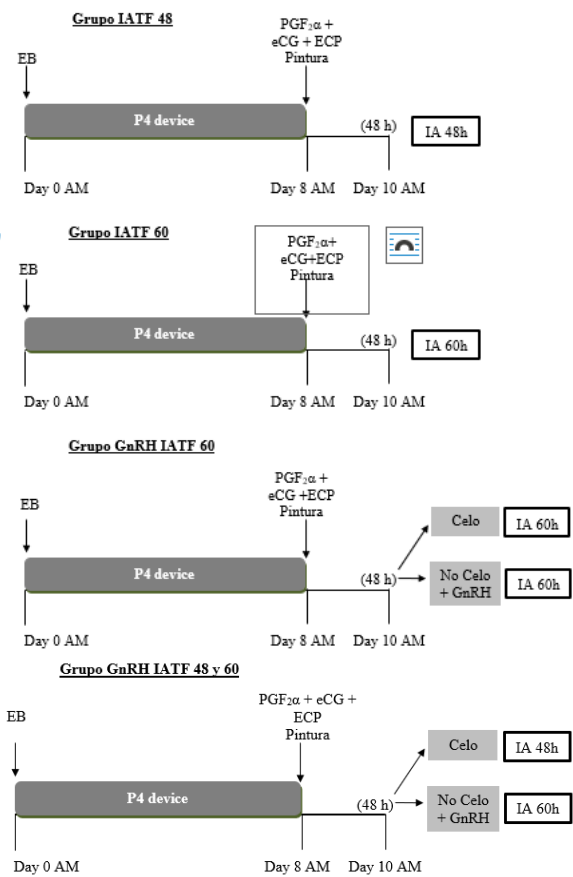 Grupo IATF 48
PGF₂α +
eCG + ECP
Pintura
EB
P4 device
(48 h)
IA 48h
Day 0 AM
Day 8 AM
Day 10 AM
Grupo IATF 60
PGF₂α+
eCG+ECP
Pintura
EB
P4 device
(48 h)
IA 60h
Day 0 AM
Day 8 AM
Day 10 AM
Grupo GnRH IATF 60
PGF₂α +
eCG +ECP
Pintura
EB
Celo
IA 60h
P4 device
(48 h)
No Celo
+ GnRH
IA 60h
Day 0 AM
Day 8 AM
Day 10 AM
Grupo GnRH IATF 48 y 60
PGF2α + eCG +
ECP
Pintura
EB
Celo
IA 48h
P4 device
(48 h)
No Celo
+ GnRH
IA 60h
Day 0 AM
Day 8 AM
Day 10 AM